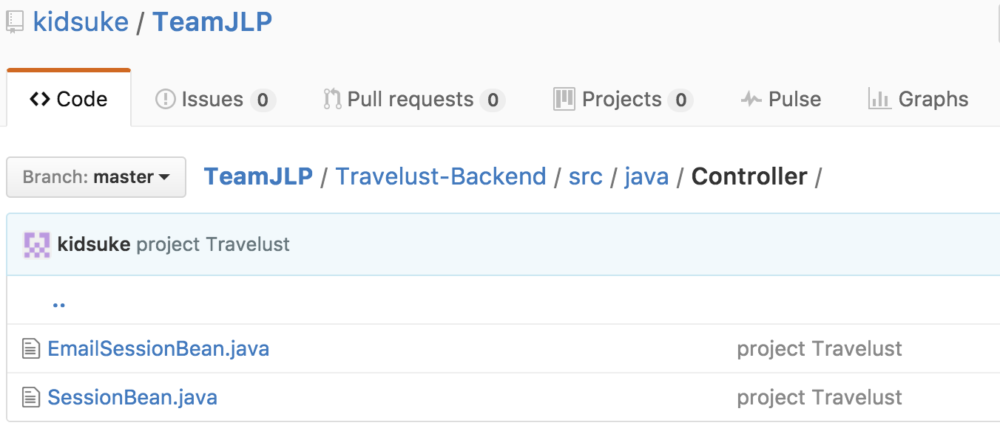 kidsuke / TeamJLP
Code Issues 0 Pull requests 0 Projects 0 Pulse Graphs
Branch: master TeamJLP / Travelust-Backend / src / java / Controller /
kidsuke project Travelust
..
EmailSessionBean.java project Travelust
SessionBean.java project Travelust